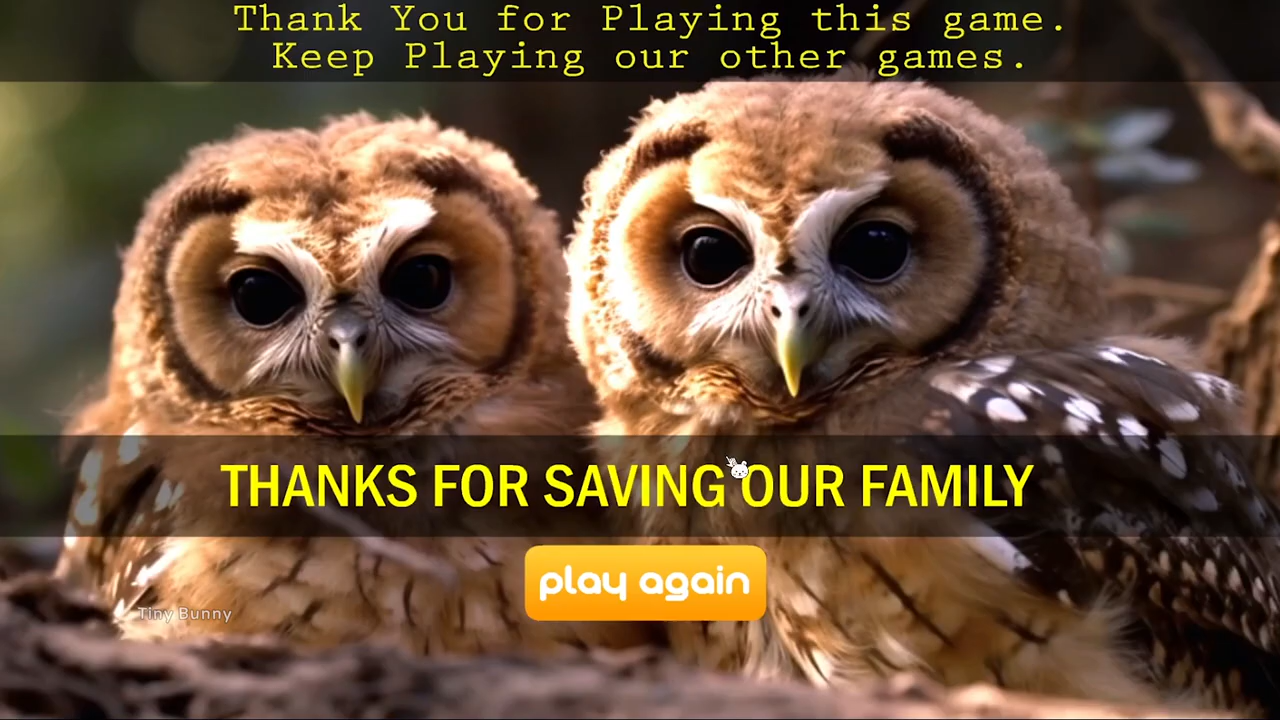 Thank You for Playing this game.
Keep Playing our other games.
THANKS FOR SAVING OUR FAMILY
play again
Tiny Bunny